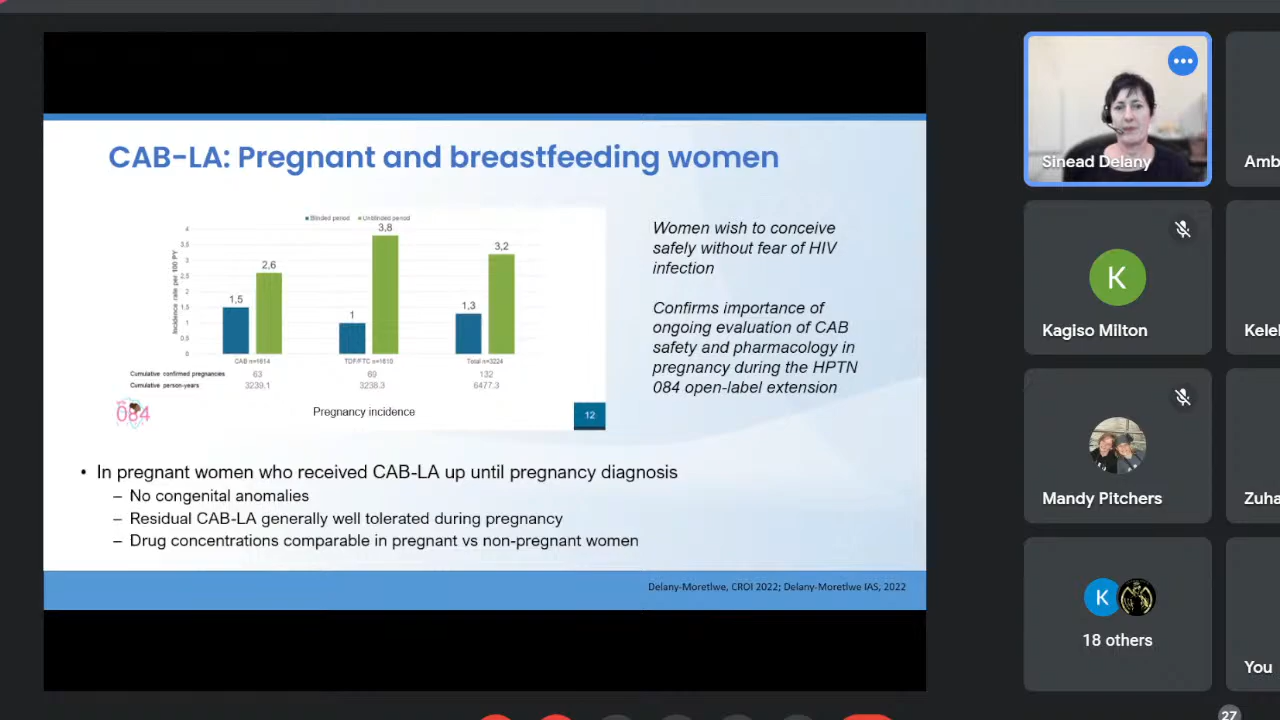 CAB-LA: Pregnant and breastfeeding women
Blinded period Unblinded period
Incidence rate per 100 PY
4
3,5
3
2,5
2
1,5
1
0,5
0
1,5
2,6
1
3,8
1,3
3,2
CAB n=1614
TDF/FTC n=1610
Total n=3224
Cumulative confirmed pregnancies 63 69 132
Cumulative person-years 3239.1 3238.3 6477.3
084
Pregnancy incidence
12
Women wish to conceive
safely without fear of HIV
infection
Confirms importance of
ongoing evaluation of CAB
safety and pharmacology in
pregnancy during the HPTN
084 open-label extension
• In pregnant women who received CAB-LA up until pregnancy diagnosis
– No congenital anomalies
– Residual CAB-LA generally well tolerated during pregnancy
– Drug concentrations comparable in pregnant vs non-pregnant women
Delany-Moretlwe, CROI 2022; Delany-Moretlwe IAS, 2022
Sinead Delany
Amb
K
Kagiso Milton
Kelel
Mandy Pitchers
Zuha
K
18 others
You
27